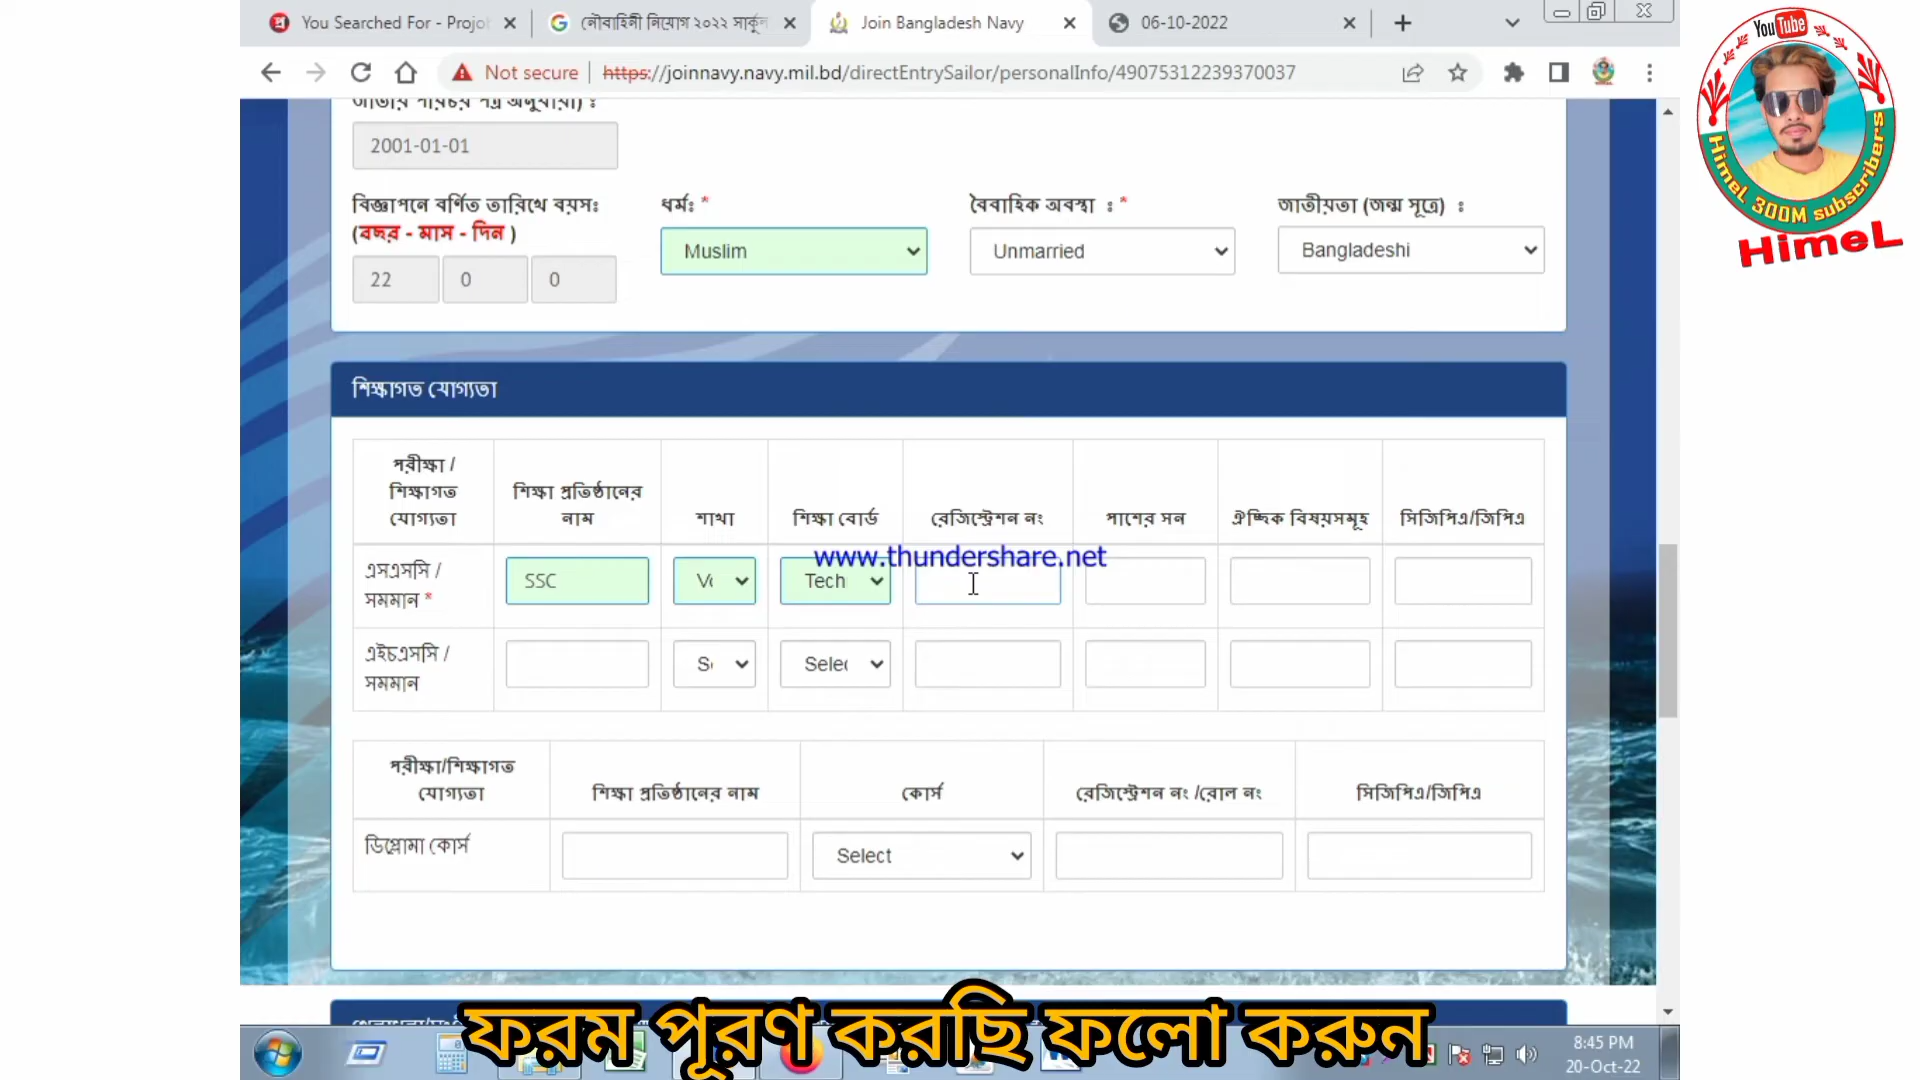 You Searched For - Projo
নৌবাহিনী নিয়োগ ২০২২ সার্কুল
Join Bangladesh Navy
06-10-2022
Not secure
https://joinnavy.navy.mil.bd/directEntrySailor/personalInfo/49075312239370037
2001-01-01
বিজ্ঞাপনে বর্ণিত তারিখে বয়সঃ
(বছর - মাস - দিন )
ধর্মঃ *
বৈবাহিক অবস্থা : *
জাতীয়তা (জন্ম সূত্রে) :
22 0 0
Muslim
Unmarried
Bangladeshi
শিক্ষাগত যোগ্যতা
পরীক্ষা /
শিক্ষাগত
যোগ্যতা
শিক্ষা প্রতিষ্ঠানের
নাম
শাখা
শিক্ষা বোর্ড
রেজিস্ট্রেশন নং
পাশের সন
ঐচ্ছিক বিষয়সমূহ
সিজিপিএ/জিপিএ
www.thundershare.net
এসএসসি /
সমমান *
SSC
Tech
এইচএসসি /
সমমান
Selec
পরীক্ষা/শিক্ষাগত
যোগ্যতা
শিক্ষা প্রতিষ্ঠানের নাম
কোর্স
রেজিস্ট্রেশন নং /রোল নং
সিজিপিএ/জিপিএ
ডিপ্লোমা কোর্স
Select
ফরম পূরণ করছি ফলো করুন
8:45 PM
20-Oct-22
YouTube
HimeL 300M subscribers
HimeL